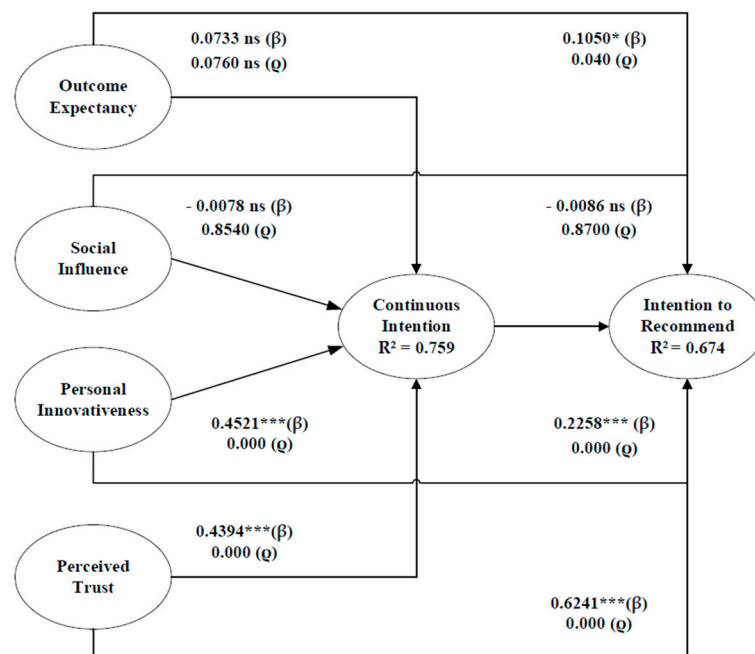 0.0733 ns (β)
0.0760 ns (ϱ)
0.1050* (β)
0.040 (ϱ)
Outcome
Expectancy
- 0.0078 ns (β)
0.8540 (ϱ)
- 0.0086 ns (β)
0.8700 (ϱ)
Social
Influence
Continuous
Intention
R² = 0.759
Intention to
Recommend
R² = 0.674
Personal
Innovativeness
0.4521***(β)
0.000 (ϱ)
0.2258*** (β)
0.000 (ϱ)
0.4394***(β)
0.000 (ϱ)
Perceived
Trust
0.6241***(β)
0.000 (ϱ)